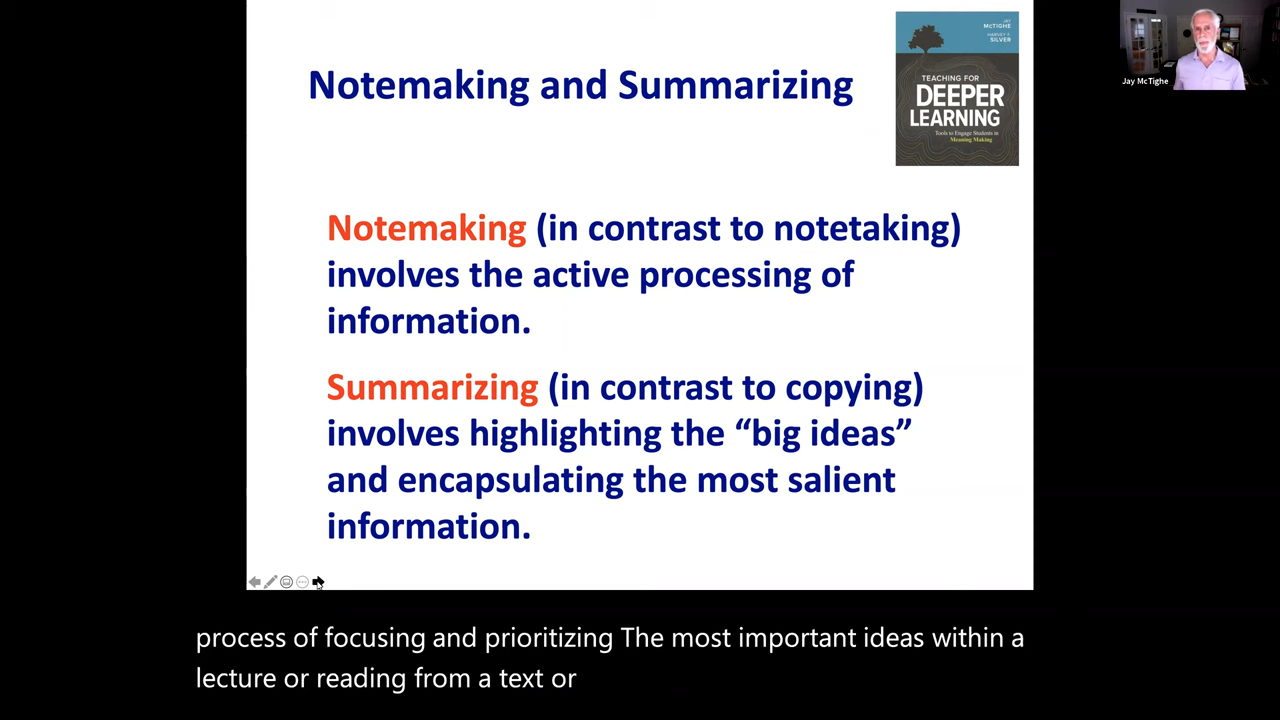 Notemaking and Summarizing
JAY
McTIGHE
HARVEY F.
SILVER
TEACHING FOR
DEEPER
LEARNING
Tools to Engage Students in
Meaning Making
Jay McTighe
Notemaking (in contrast to notetaking)
involves the active processing of
information.
Summarizing (in contrast to copying)
involves highlighting the “big ideas”
and encapsulating the most salient
information.
process of focusing and prioritizing The most important ideas within a
lecture or reading from a text or